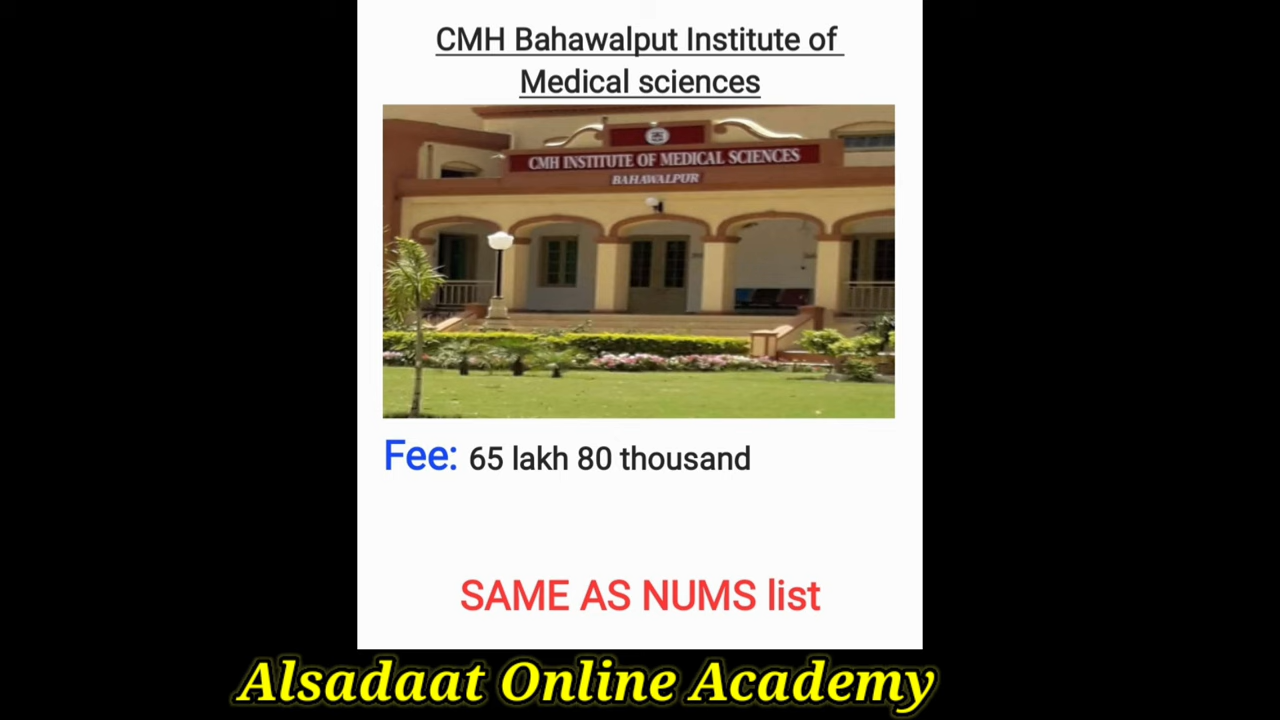 CMH Bahawalput Institute of
Medical sciences
CMH INSTITUTE OF MEDICAL SCIENCES
BAHAWALPUR
Fee: 65 lakh 80 thousand
SAME AS NUMS list
Alsadaat Online Academy